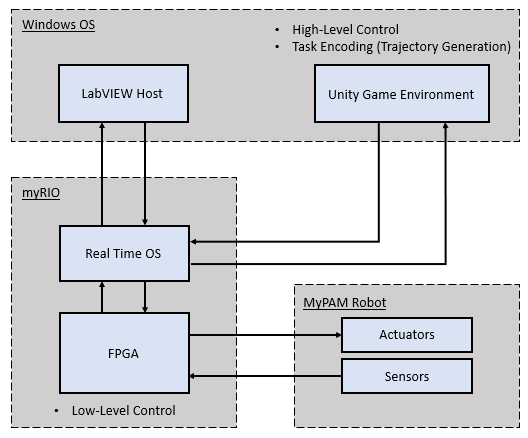 Windows OS
• High-Level Control
• Task Encoding (Trajectory Generation)
LabVIEW Host
Unity Game Environment
myRIO
Real Time OS
MyPAM Robot
Actuators
FPGA
Sensors
• Low-Level Control